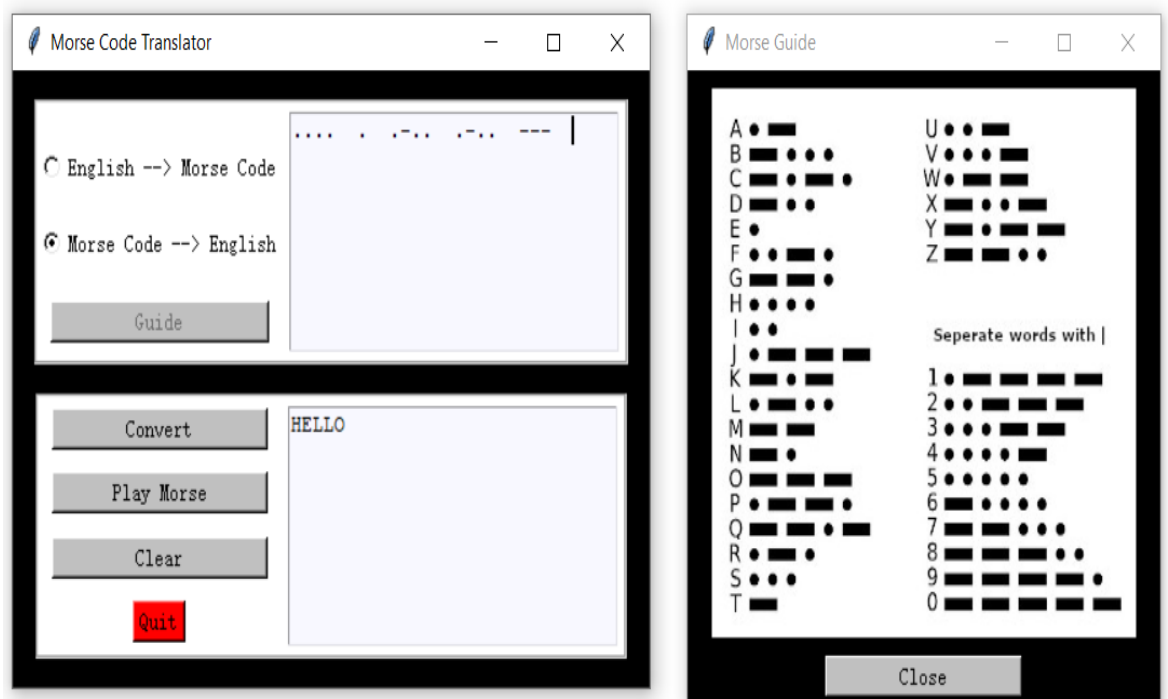 Morse Code Translator
.... . .-.. .-.. ---
English --> Morse Code
Morse Code --> English
Guide
Convert
HELLO
Play Morse
Clear
Quit
Morse Guide
A
B
C
D
E
F
G
H
I
J
K
L
M
N
O
P
Q
R
S
T
U
V
W
X
Y
Z
Seperate words with |
1
2
3
4
5
6
7
8
9
0
Close